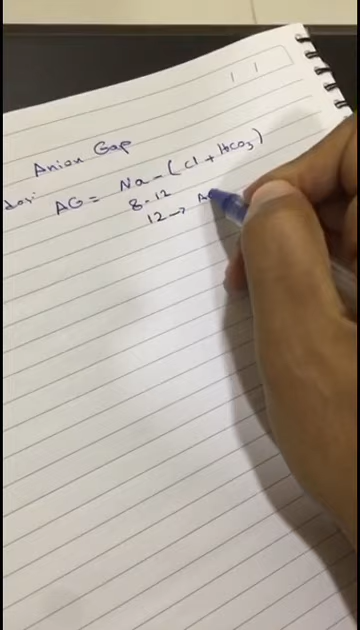 Anion Gap
AG = Na - (Cl + HCO3)
8-12
12 →